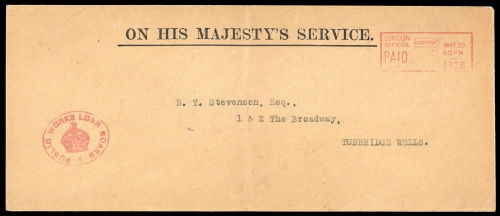 ON HIS MAJESTY'S SERVICE.
LONDON
OFFICIAL
PAID
MAY 20
1926
B. T. Stevenson, Esq.,
1 & 2 The Broadway,
TUNBRIDGE WELLS.
PUBLIC WORKS LOAN BOARD